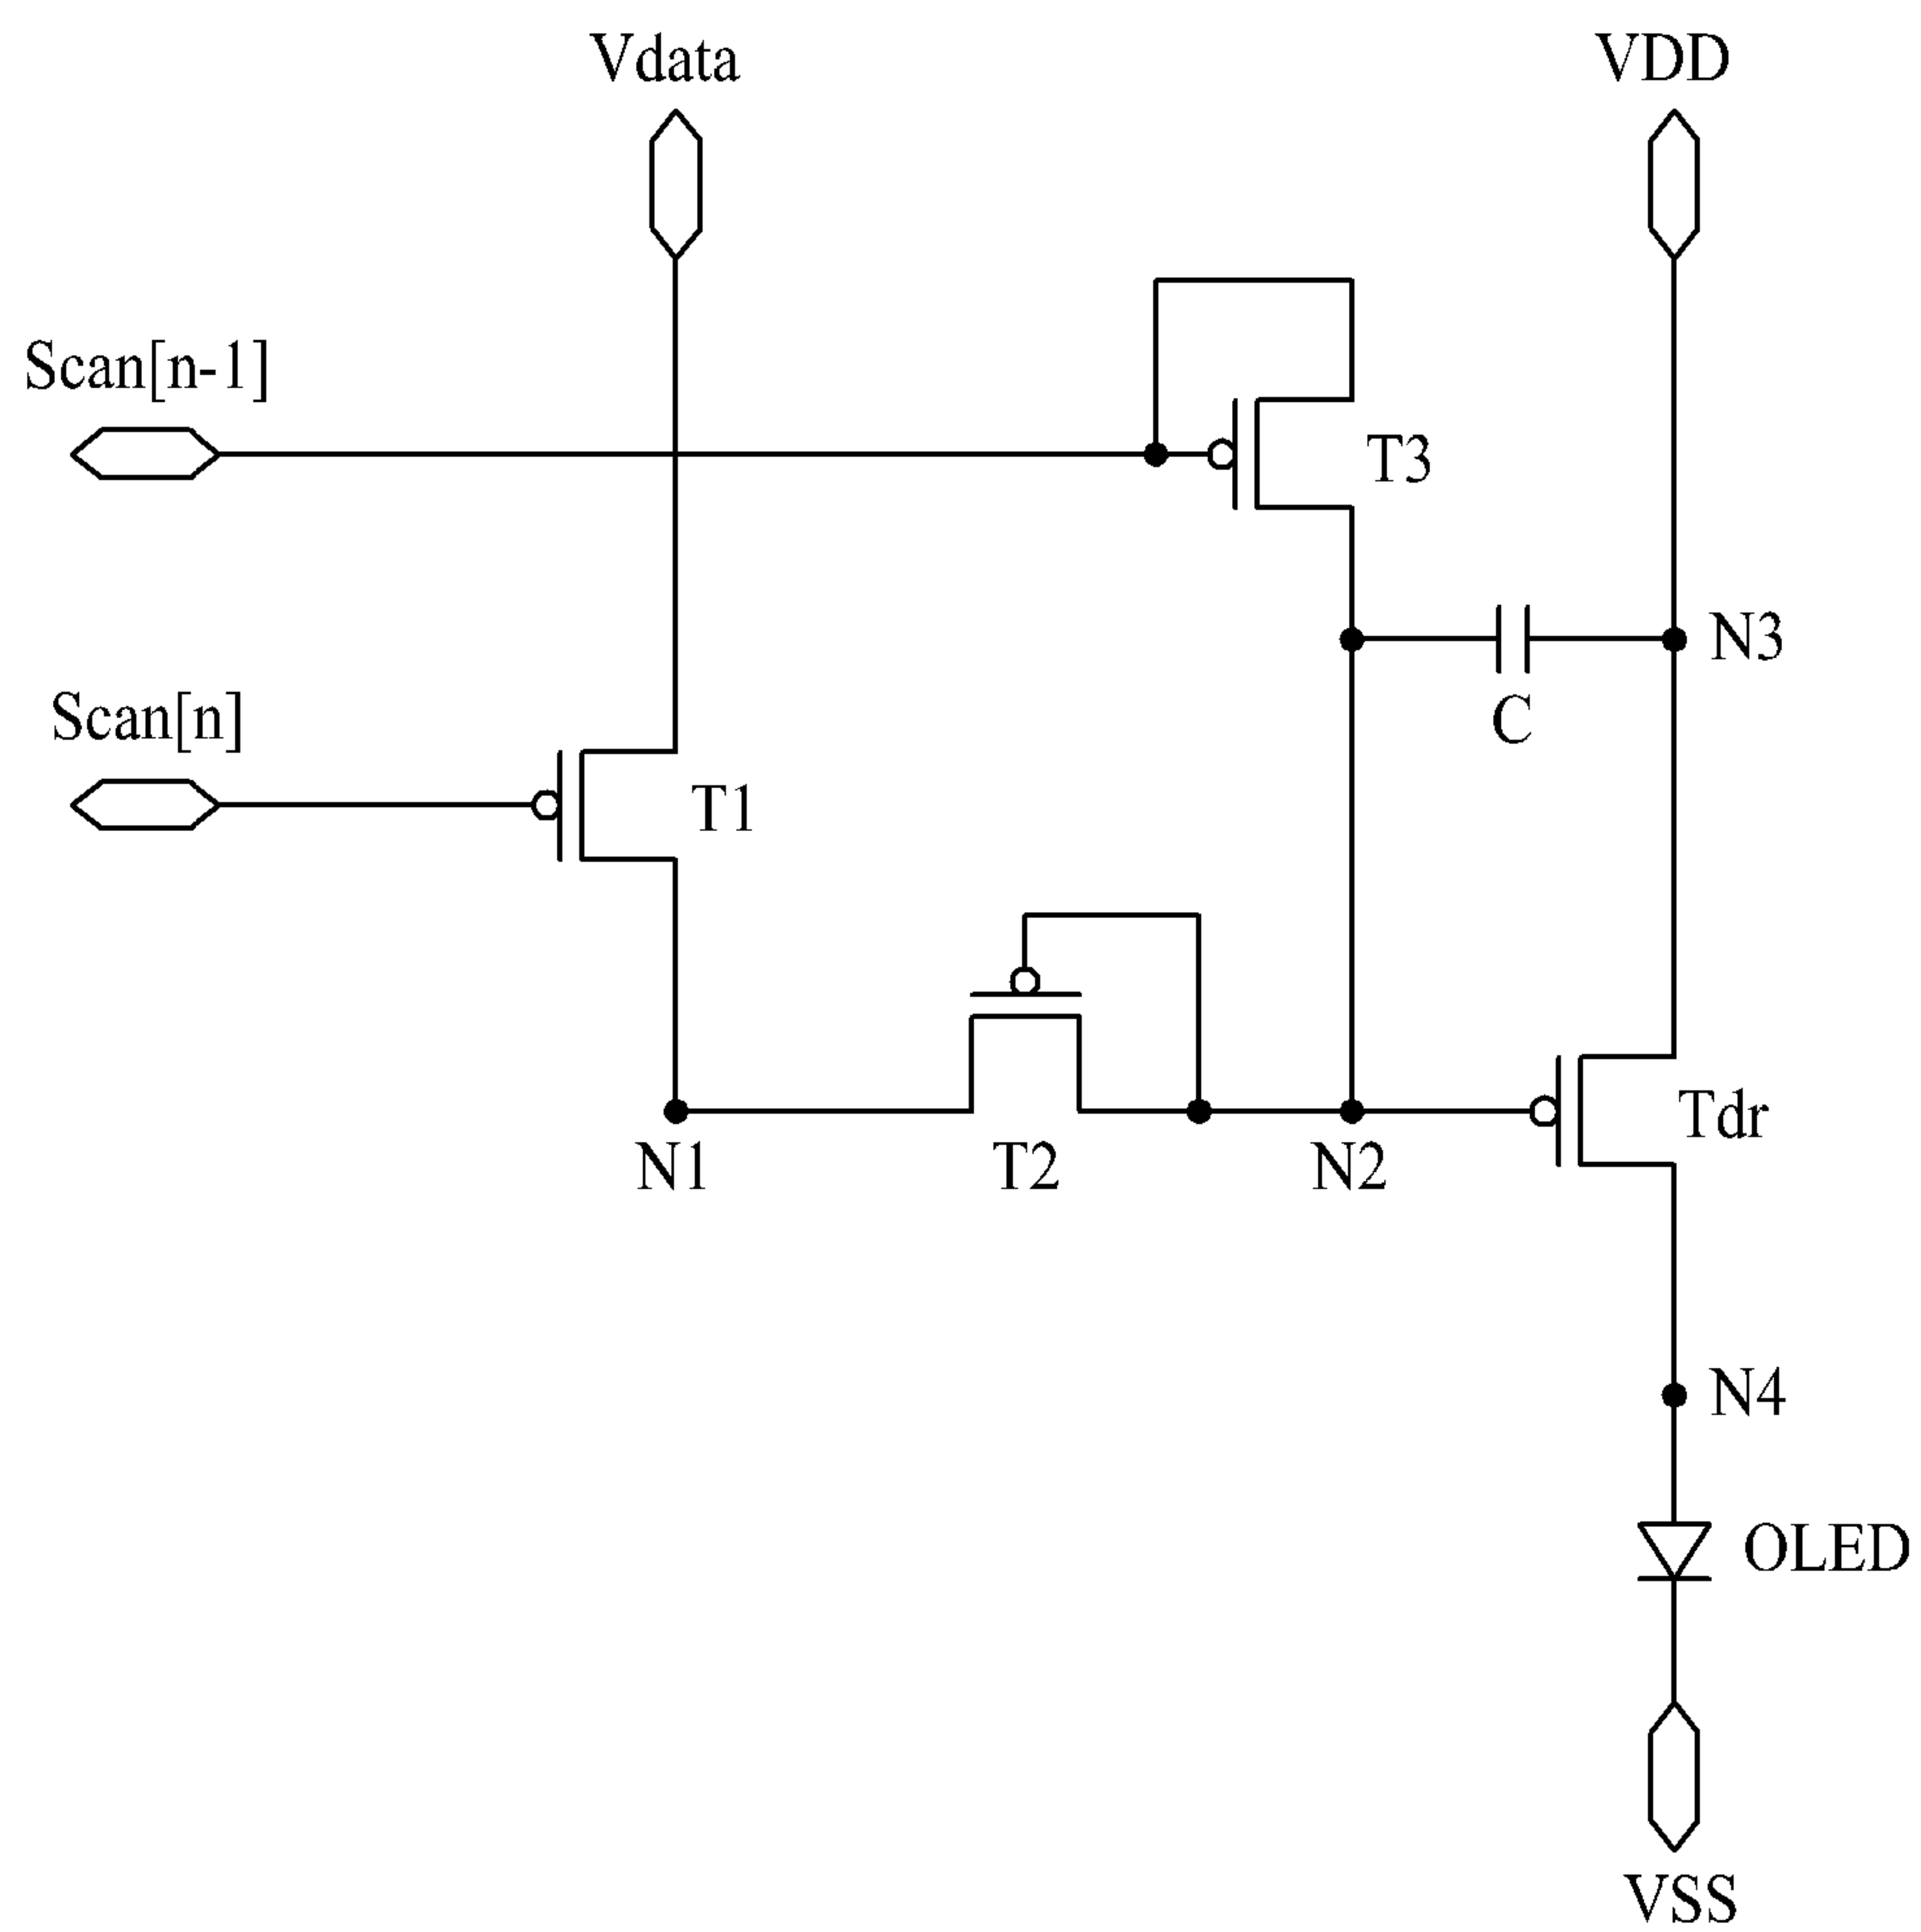 Vdata
VDD
Scan[n-1]
T3
N3
Scan[n]
C
T1
Tdr
N1
T2
N2
N4
OLED
VSS